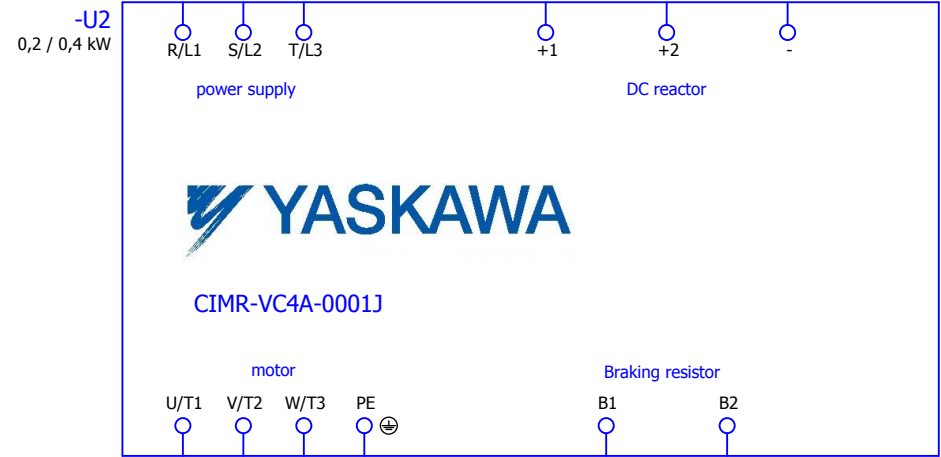 -U2
0,2 / 0,4 kW
R/L1 S/L2 T/L3 +1 +2 -
power supply DC reactor
YASKAWA
CIMR-VC4A-0001J
motor Braking resistor
U/T1 V/T2 W/T3 PE B1 B2